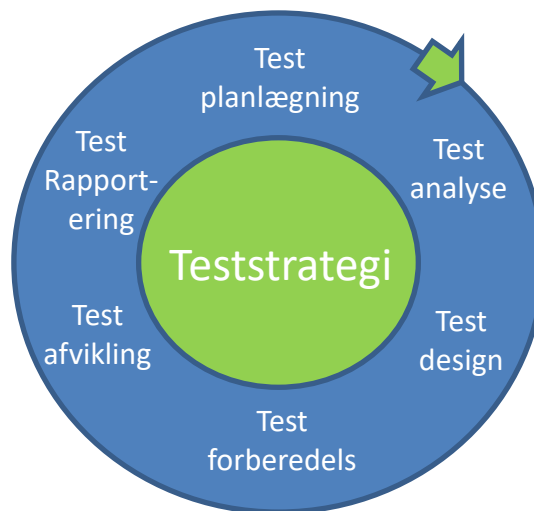 Test
planlægning
Test
analyse
Test
design
Test
forberedels
Test
afvikling
Test
Rapport-
ering
Teststrategi